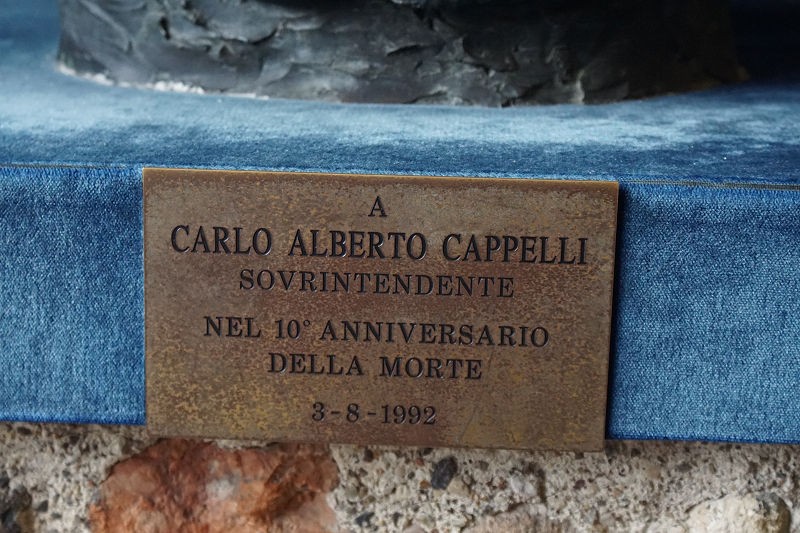 A
CARLO ALBERTO CAPPELLI
SOVRINTENDENTE
NEL 10° ANNIVERSARIO
DELLA MORTE
3-8-1992